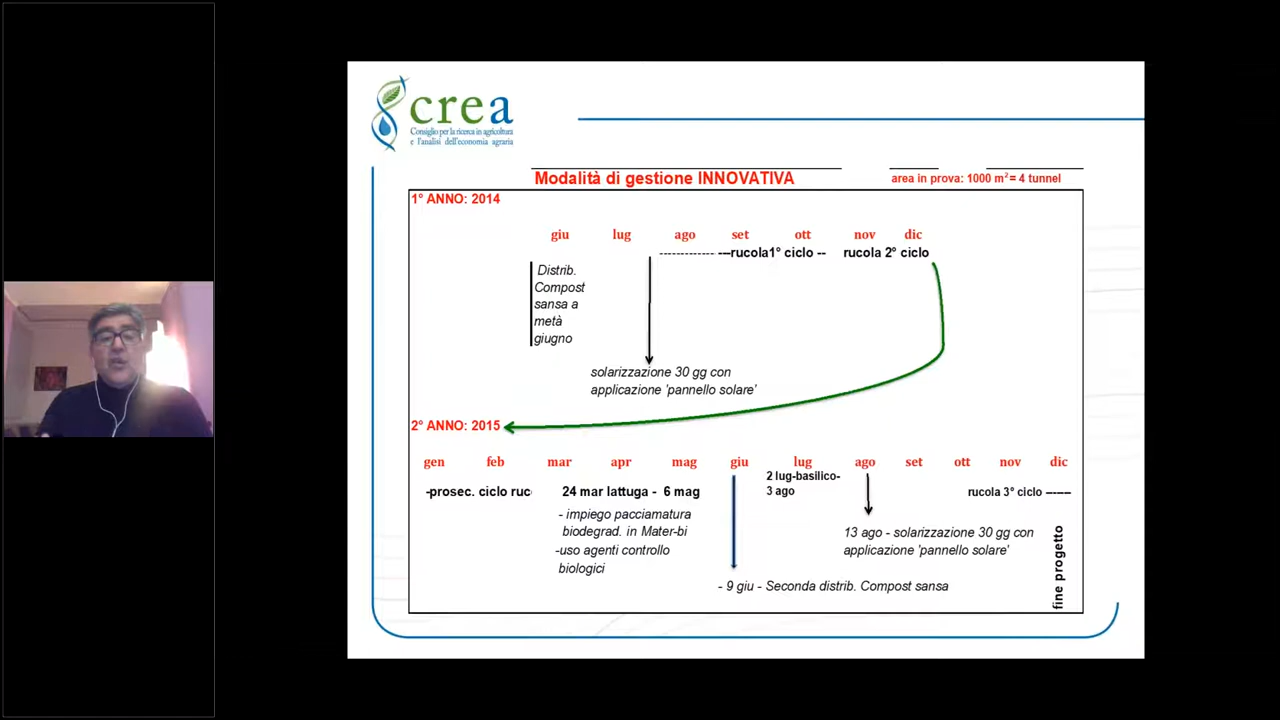 crea
Consiglio per la ricerca in agricoltura
e l'analisi dell'economia agraria
Modalità di gestione INNOVATIVA
area in prova: 1000 m²= 4 tunnel
1° ANNO: 2014
giu lug ago set ott nov dic
------------- ---rucola1° ciclo -- rucola 2° ciclo
Distrib.
Compost
sansa a
metà
giugno
solarizzazione 30 gg con
applicazione 'pannello solare'
2° ANNO: 2015
gen feb mar apr mag giu lug ago set ott nov dic
-prosec. ciclo ruc
24 mar lattuga - 6 mag
2 lug-basilico-
3 ago
rucola 3° ciclo ------
- impiego pacciamatura
biodegrad. in Mater-bi
-uso agenti controllo
biologici
13 ago - solarizzazione 30 gg con
applicazione 'pannello solare'
- 9 giu - Seconda distrib. Compost sansa
fine progetto